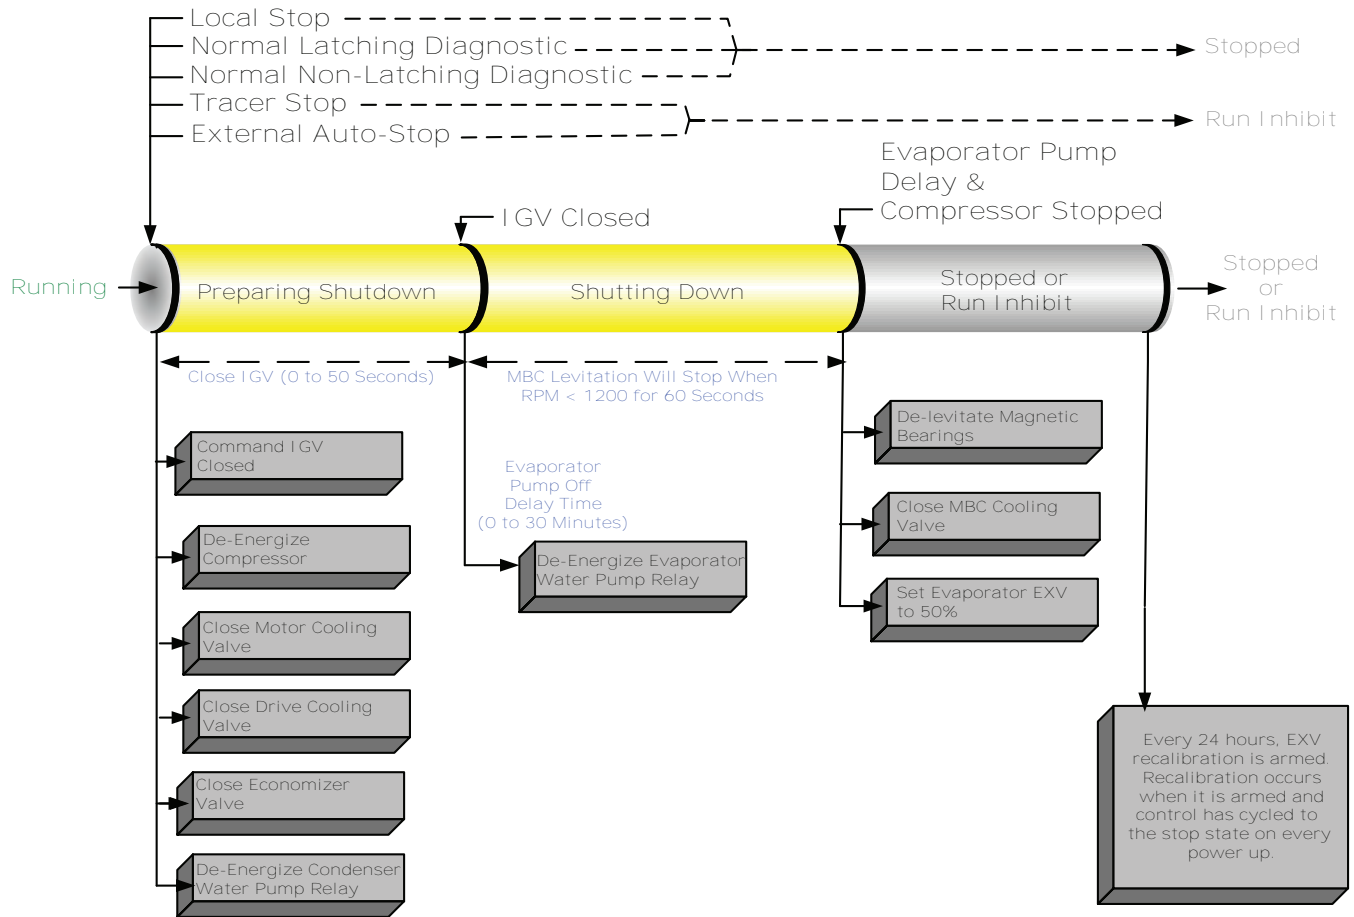 Local Stop
Normal Latching Diagnostic
Normal Non-Latching Diagnostic
Tracer Stop
External Auto-Stop
Stopped
Run Inhibit
Evaporator Pump
Delay &
Compressor Stopped
IGV Closed
Running
Preparing Shutdown
Shutting Down
Stopped or
Run Inhibit
Stopped
or
Run Inhibit
Close IGV (0 to 50 Seconds)
MBC Levitation Will Stop When
RPM < 1200 for 60 Seconds
Command IGV
Closed
De-Energize
Compressor
Close Motor Cooling
Valve
Close Drive Cooling
Valve
Close Economizer
Valve
De-Energize Condenser
Water Pump Relay
Evaporator
Pump Off
Delay Time
(0 to 30 Minutes)
De-Energize Evaporator
Water Pump Relay
De-levitate Magnetic
Bearings
Close MBC Cooling
Valve
Set Evaporator EXV
to 50%
Every 24 hours, EXV
recalibration is armed.
Recalibration occurs
when it is armed and
control has cycled to
the stop state on every
power up.